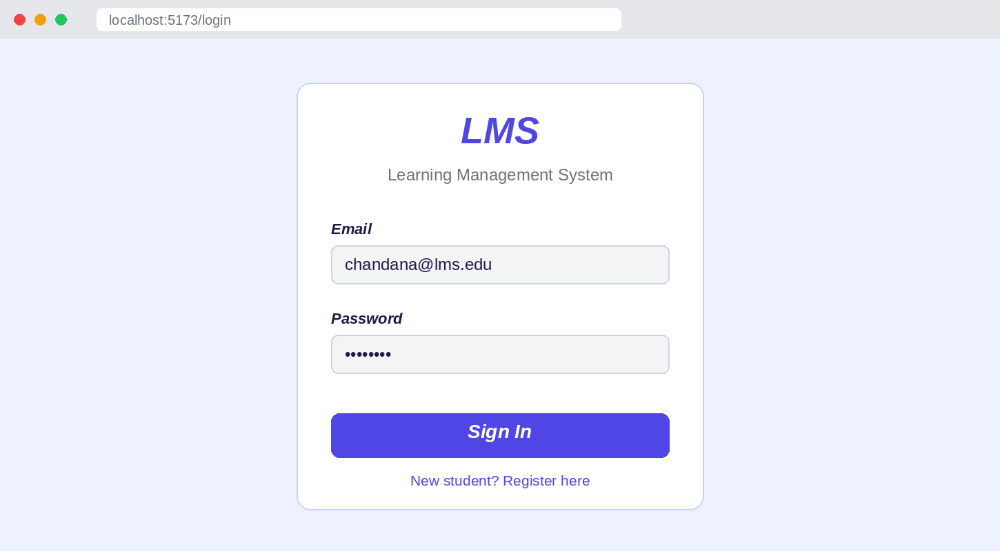 localhost:5173/login
LMS
Learning Management System
Email
chandana@lms.edu
Password
••••••••
Sign In
New student? Register here